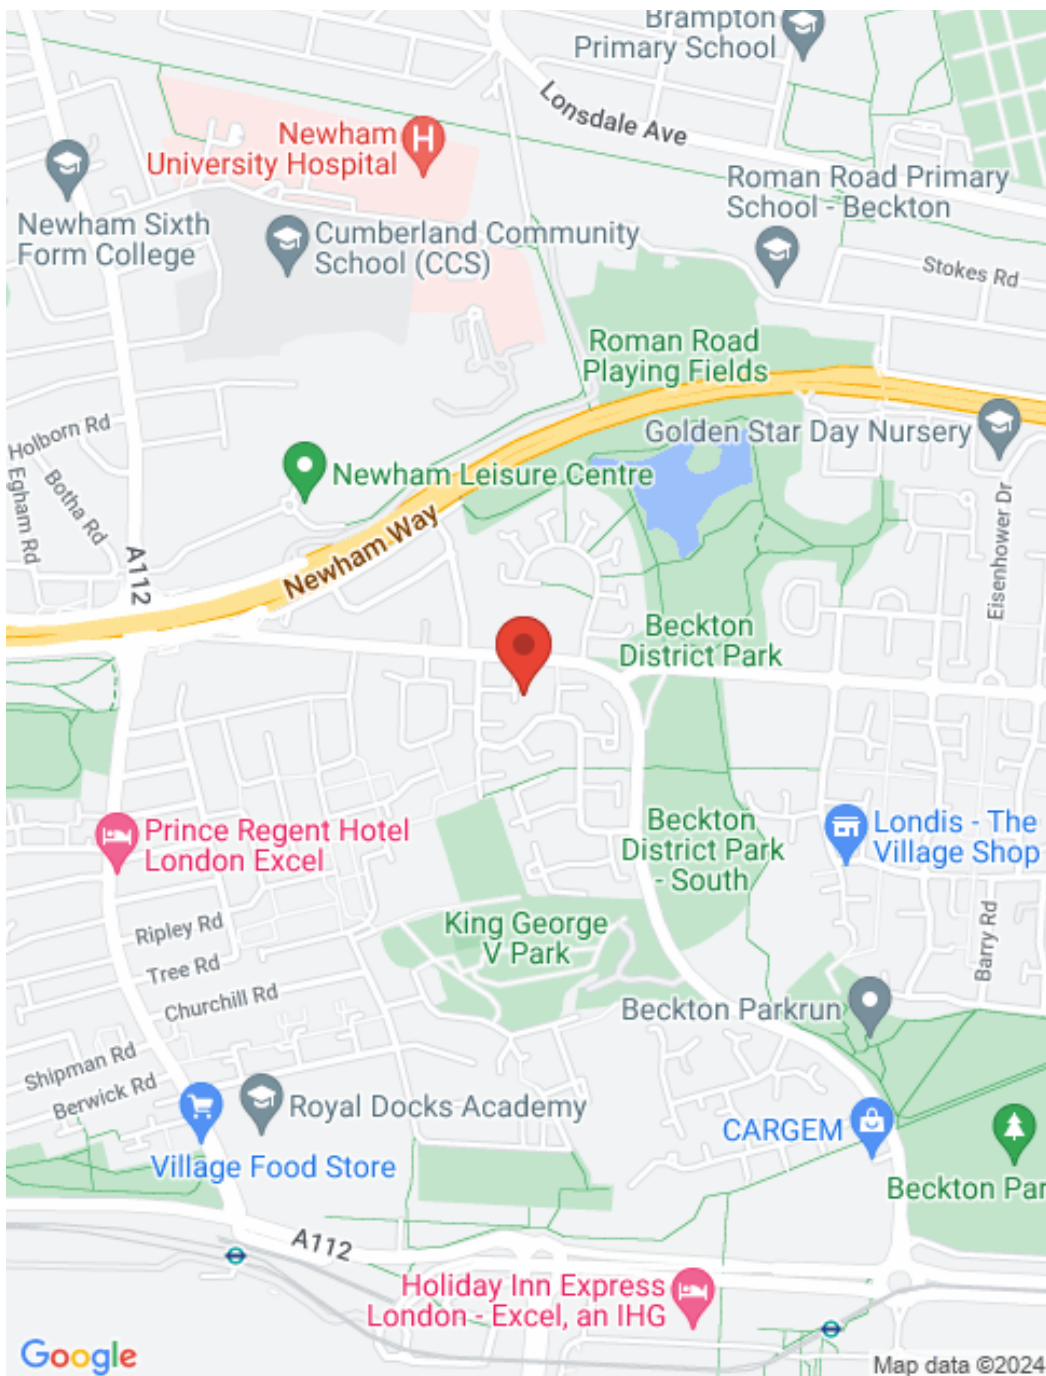 Brampton
Primary School
Lonsdale Ave
Newham
University Hospital
H
Roman Road Primary
School - Beckton
Newham Sixth
Form College
Cumberland Community
School (CCS)
Stokes Rd
Roman Road
Playing Fields
Holborn Rd
Golden Star Day Nursery
Egham Rd
Botha Rd
Newham Leisure Centre
Newham Way
A112
Eisenhower Dr
Beckton
District Park
Prince Regent Hotel
London Excel
Beckton
District Park
- South
Londis - The
Village Shop
Ripley Rd
King George
V Park
Barry Rd
Tree Rd
Churchill Rd
Beckton Parkrun
Shipman Rd
Berwick Rd
Royal Docks Academy
CARGEM
Village Food Store
Beckton Par
A112
Holiday Inn Express
London - Excel, an IHG
Google
Map data ©2024